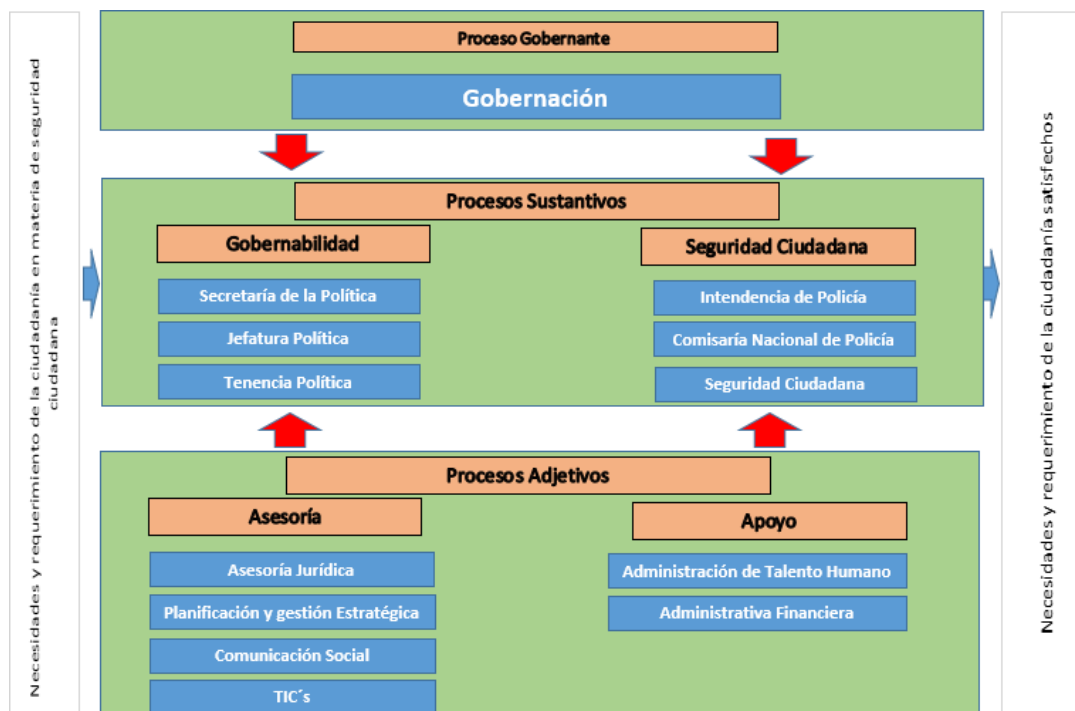 Necesidades y requerimiento de la ciudadanía en materia de seguridad
ciudadana
Proceso Gobernante
Gobernación
Procesos Sustantivos
Gobernabilidad
Secretaría de la Política
Jefatura Política
Tenencia Política
Seguridad Ciudadana
Intendencia de Policía
Comisaría Nacional de Policía
Seguridad Ciudadana
Procesos Adjetivos
Asesoría
Asesoría Jurídica
Planificación y gestión Estratégica
Comunicación Social
TIC´s
Apoyo
Administración de Talento Humano
Administrativa Financiera
Necesidades y requerimiento de la ciudadanía satisfechos